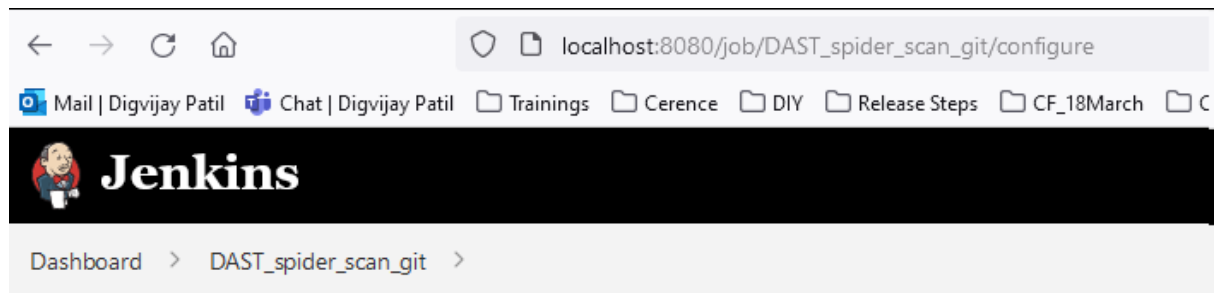 localhost:8080/job/DAST_spider_scan_git/configure
Mail | Digvijay Patil Chat | Digvijay Patil Trainings Cerence DIY Release Steps CF_18March C
Jenkins
Dashboard > DAST_spider_scan_git >